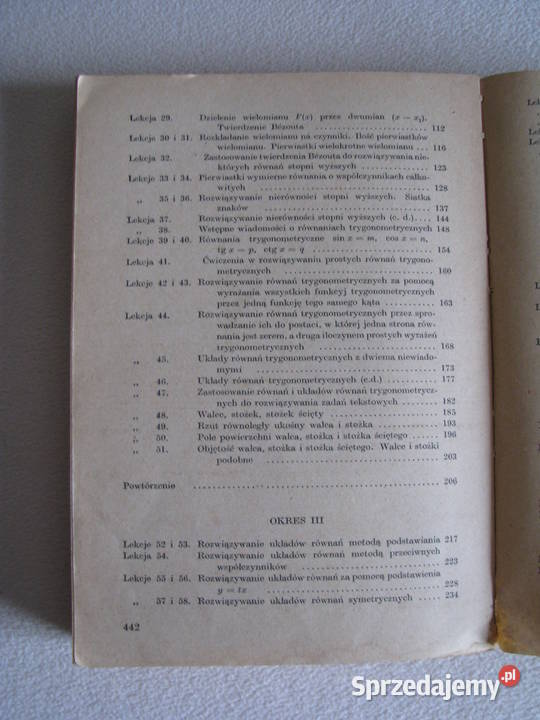 Lekcja 29. Dzielenie wielomianu F(x) przez dwumian (x — x₁).
Twierdzenie Bézouta ........ 112
Lekcje 30 i 31. Rozkładanie wielomianu na czynniki. Ilość pierwiastków
wielomianu. Pierwiastki wielokrotne wielomianu .. 116
Lekcja 32. Zastosowanie twierdzenia Bézouta do rozwiązywania nie-
których równań stopni wyższych ........ 123
Lekcje 33 i 34. Pierwiastki wymierne równania o współczynnikach całko-
witych ........ 128
„ 35 i 36. Rozwiązywanie nierówności stopni wyższych. Siatka
znaków ........ 137
Lekcja 37. Rozwiązywanie nierówności stopni wyższych (c. d.) .... 144
„ 38. Wstępne wiadomości o równaniach trygonometrycznych 148
Lekcje 39 i 40. Równania trygonometryczne sin x = m, cos x = n,
tg x = p, ctg x = q ........ 154
Lekcja 41. Ćwiczenia w rozwiązywaniu prostych równań trygono-
metrycznych ........ 160
Lekcje 42 i 43. Rozwiązywanie równań trygonometrycznych za pomocą
wyrażania wszystkich funkcyj trygonometrycznych
przez jedną funkcję tego samego kąta ........ 163
Lekcja 44. Rozwiązywanie równań trygonometrycznych przez spro-
wadzanie ich do postaci, w której jedna strona rów-
nania jest zerem, a druga iloczynem prostych wyrażeń
trygonometrycznych ........ 168
„ 45. Układy równań trygonometrycznych z dwiema niewiado-
mymi ........ 173
„ 46. Układy równań trygonometrycznych (c.d.) ........ 177
„ 47. Zastosowanie równań i układów równań trygonometrycz-
nych do rozwiązywania zadań tekstowych ........ 182
„ 48. Walec, stożek, stożek ścięty ........ 185
„ 49. Rzut równoległy ukośny walca i stożka ........ 193
„ 50. Pole powierzchni walca, stożka i stożka ściętego ........ 196
„ 51. Objętość walca, stożka i stożka ściętego. Walce i stożki
podobne ........ 203
Powtórzenie ........ 206
OKRES III
Lekcje 52 i 53. Rozwiązywanie układów równań metodą podstawiania 217
Lekcja 54. Rozwiązywanie układów równań metodą przeciwnych
współczynników ........ 223
Lekcje 55 i 56. Rozwiązywanie układów równań za pomocą podstawienia
y = tx ........ 228
„ 57 i 58. Rozwiązywanie układów równań symetrycznych ..... 234
442
Sprzedajemy.pl